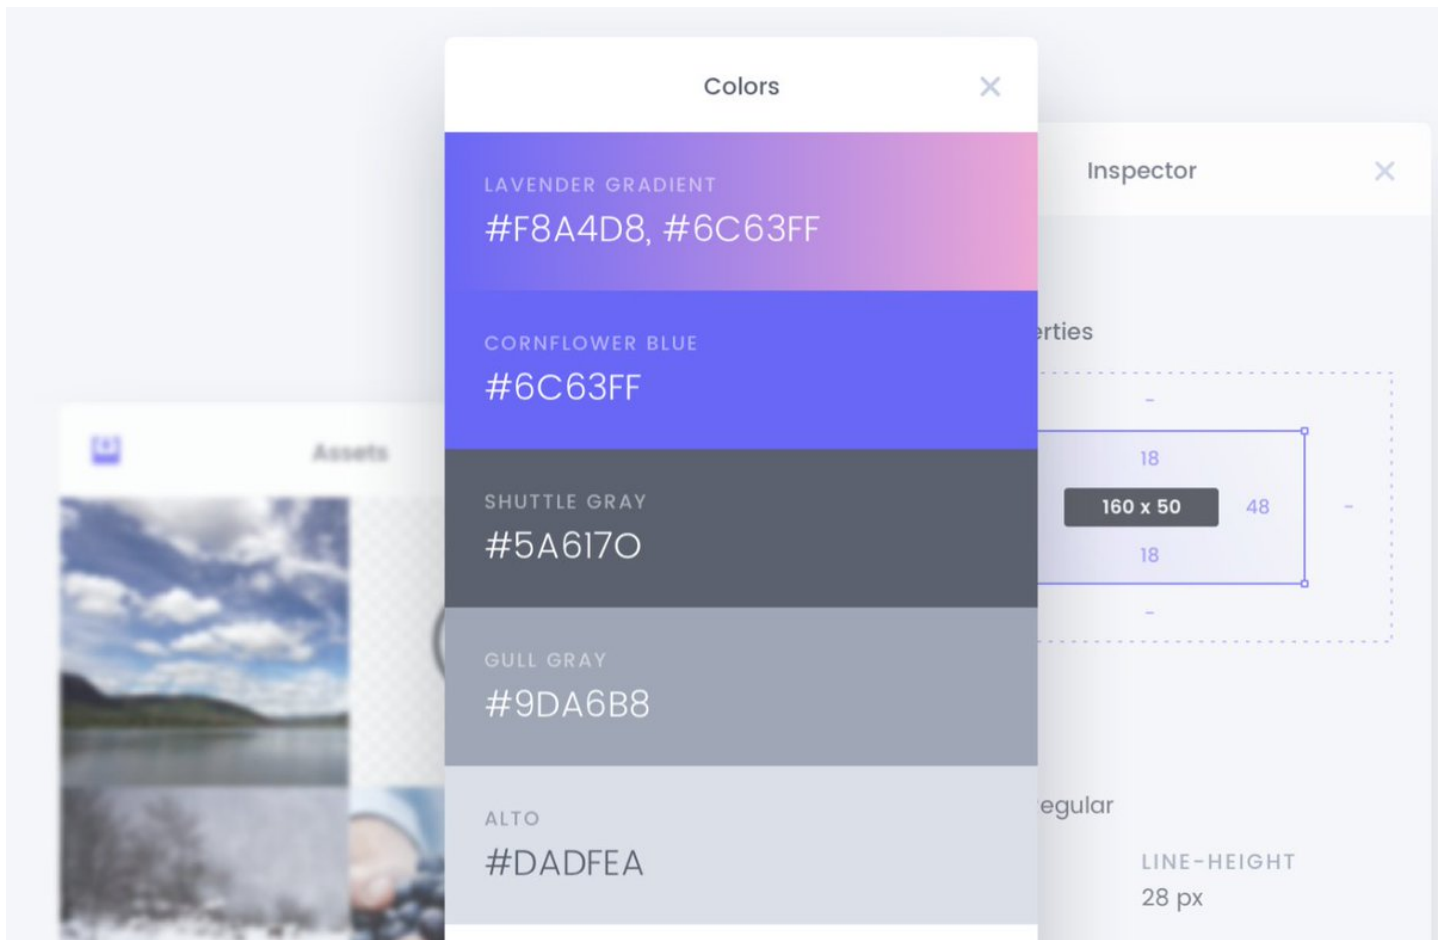 Colors
LAVENDER GRADIENT
#F8A4D8, #6C63FF
CORNFLOWER BLUE
#6C63FF
SHUTTLE GRAY
#5A6170
GULL GRAY
#9DA6B8
ALTO
#DADFEA
Assets
Inspector
erties
-
18
160 x 50
48
-
18
-
egular
LINE-HEIGHT
28 px